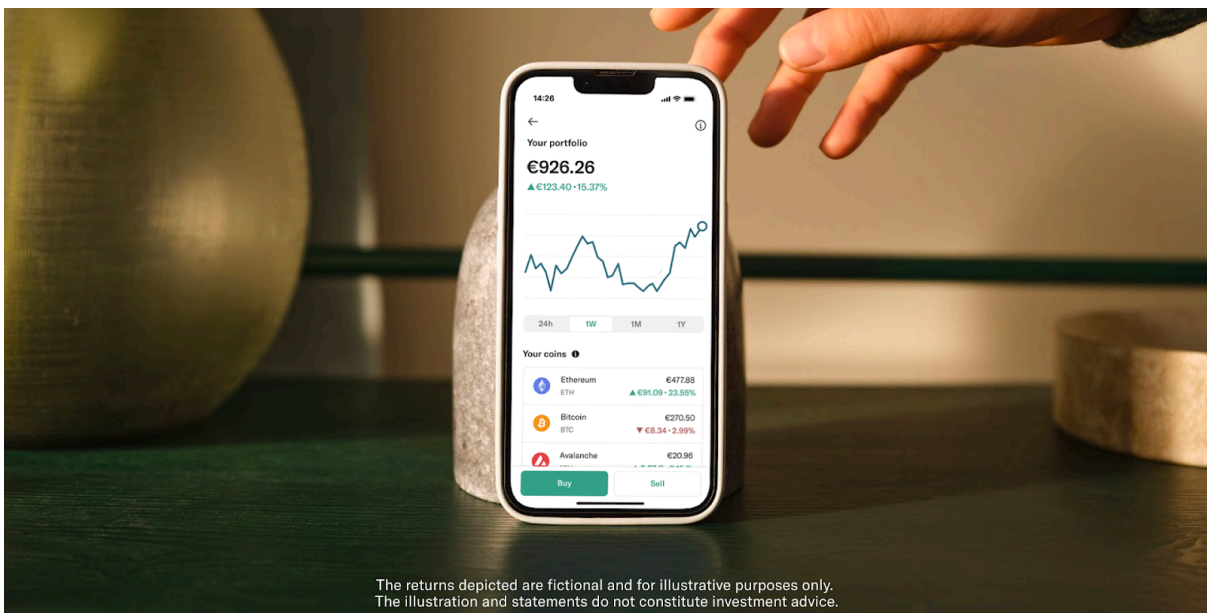 14:26
Your portfolio
€926.26
▲ €123.40 • 15.37%
24h 1W 1M 1Y
Your coins
Ethereum €477.88
ETH ▲ €91.09 • 23.55%
Bitcoin €270.50
BTC ▼ €8.34 • 2.99%
Avalanche €20.96
Buy Sell
The returns depicted are fictional and for illustrative purposes only.
The illustration and statements do not constitute investment advice.